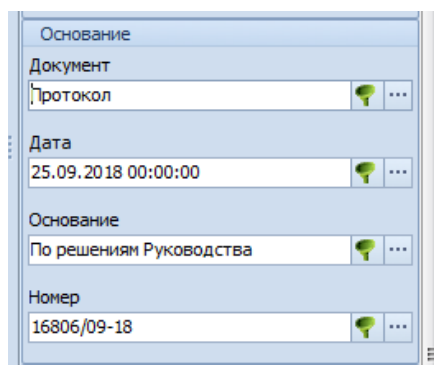 Основание
Документ
Протокол
Дата
25.09.2018 00:00:00
Основание
По решениям Руководства
Номер
16806/09-18